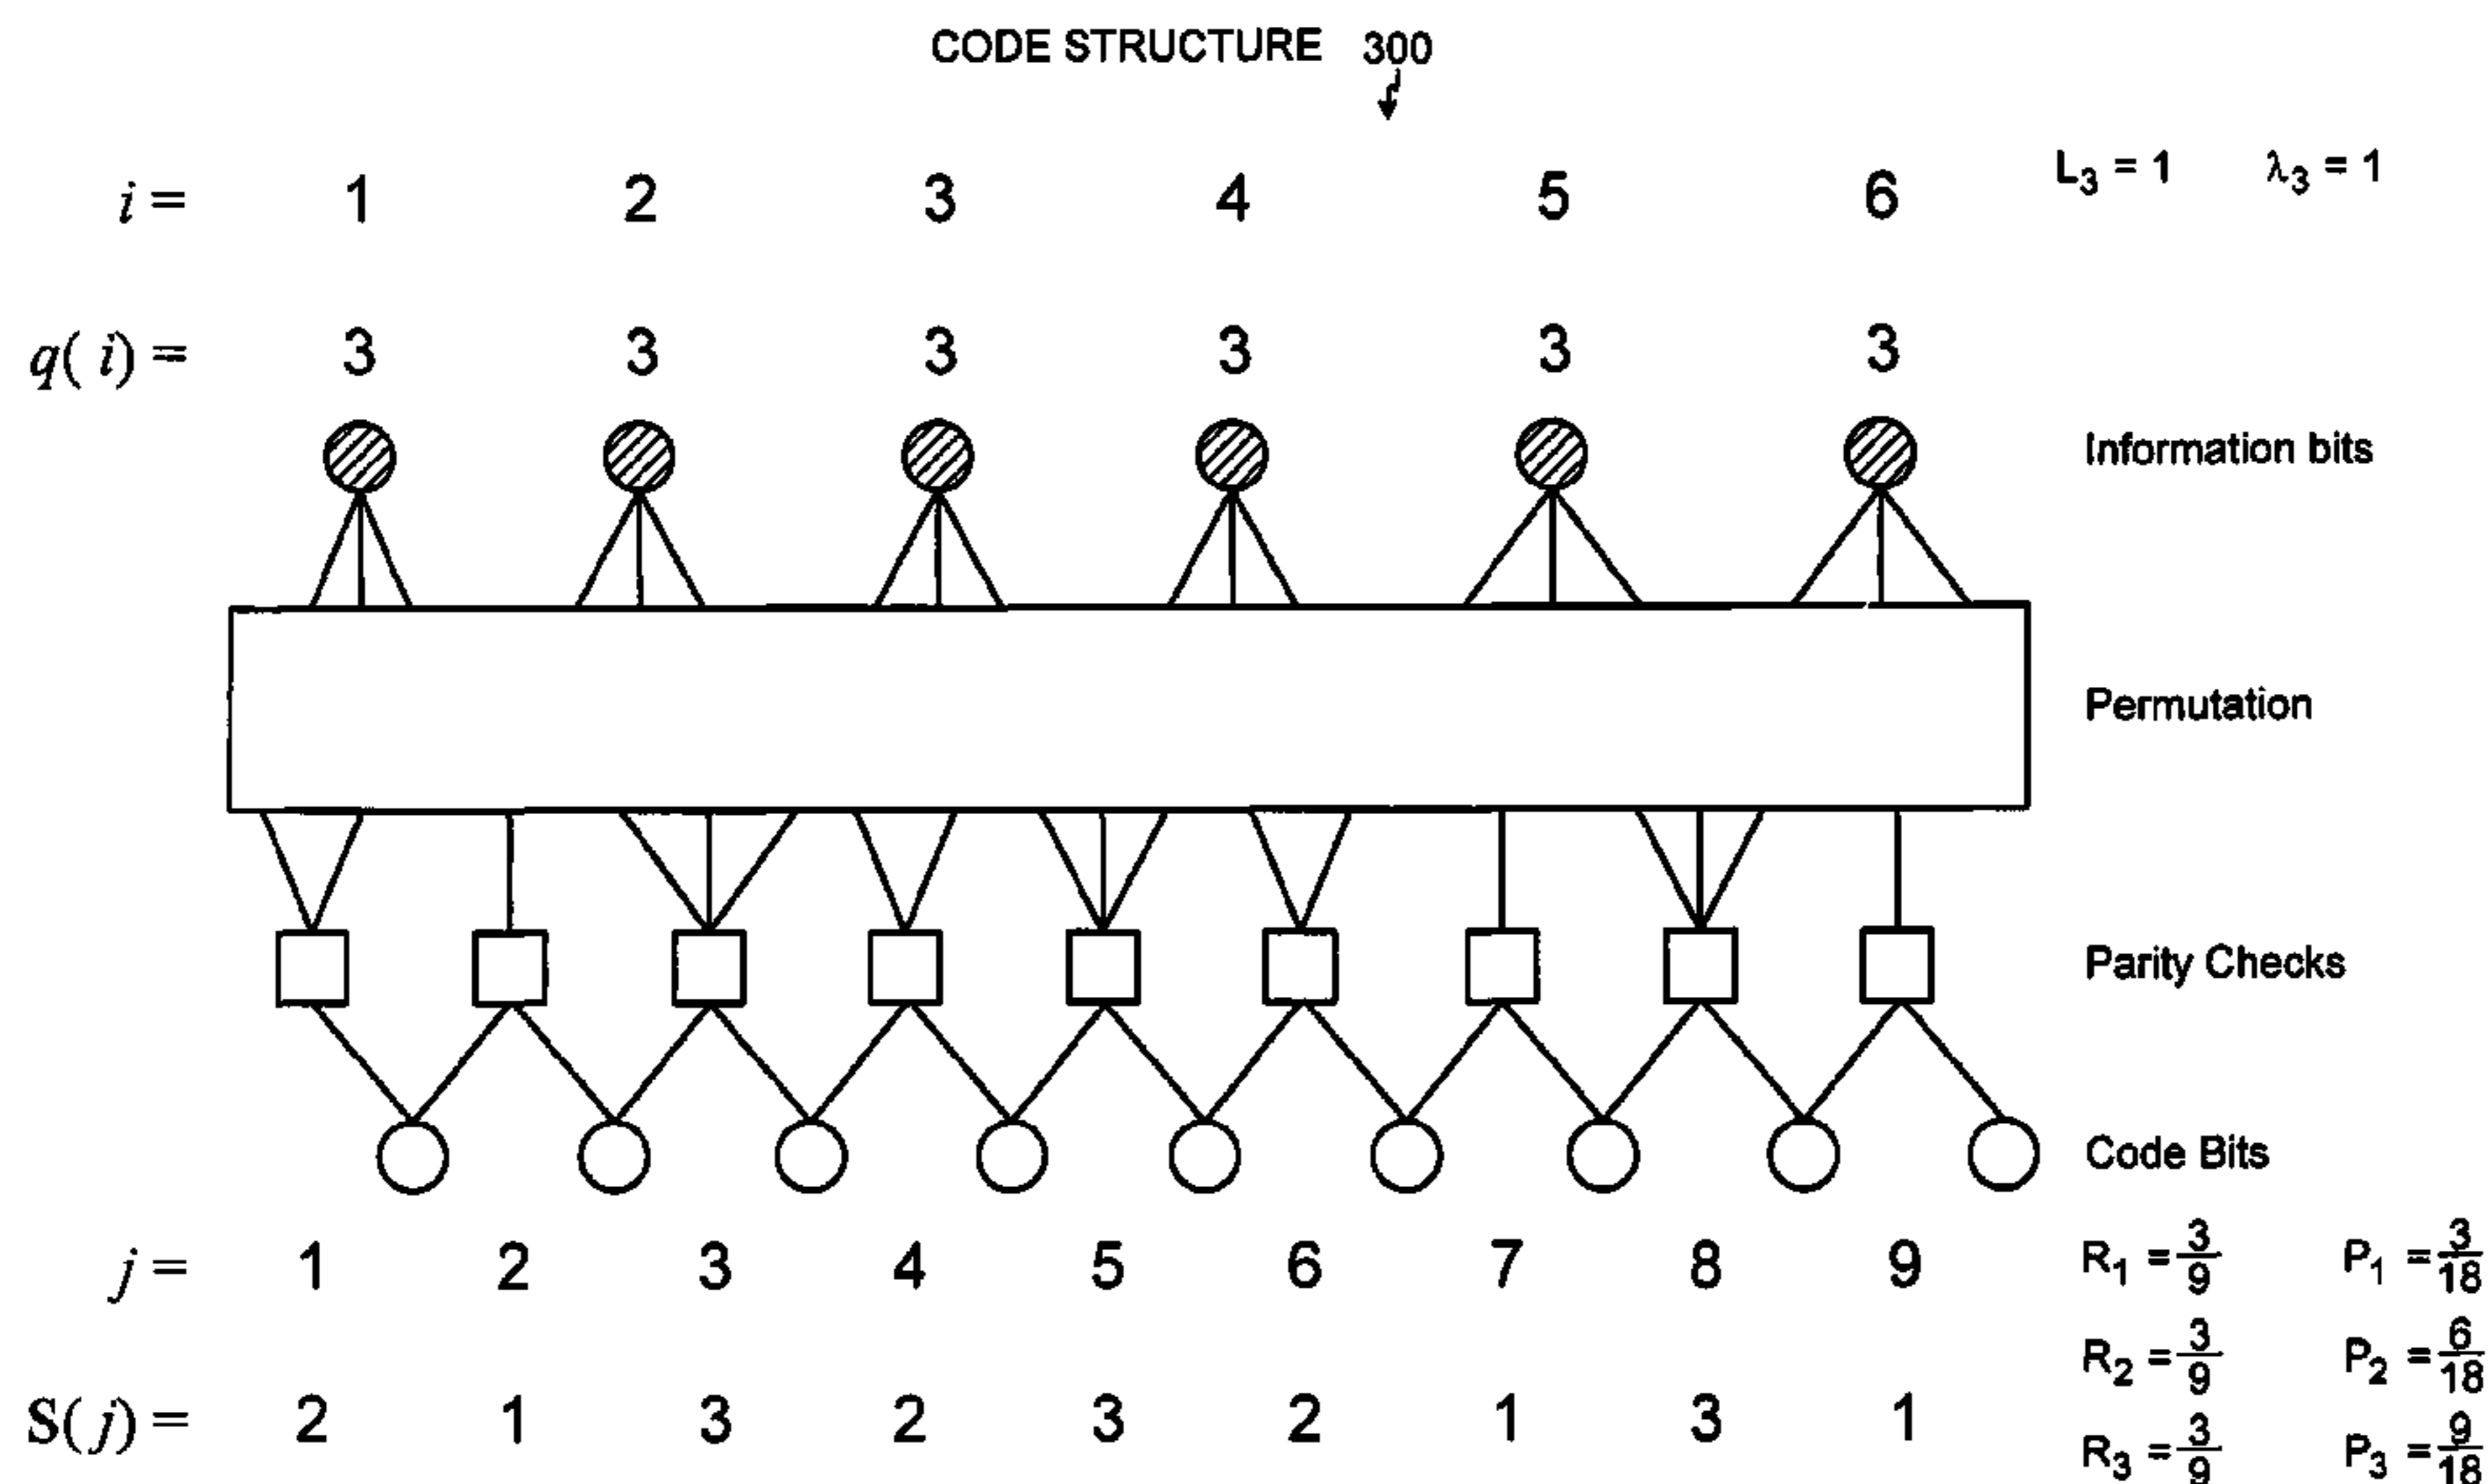 CODE STRUCTURE 300
i = 1 2 3 4 5 6 L3 = 1 λ3 = 1
q( i) = 3 3 3 3 3 3
Information bits
Permutation
Parity Checks
Code Bits
j = 1 2 3 4 5 6 7 8 9 R1 = 3/9 P1 = 3/18
R2 = 3/9 P2 = 6/18
S(j) = 2 1 3 2 3 2 1 3 1
R3 = 3/9 P3 = 9/18